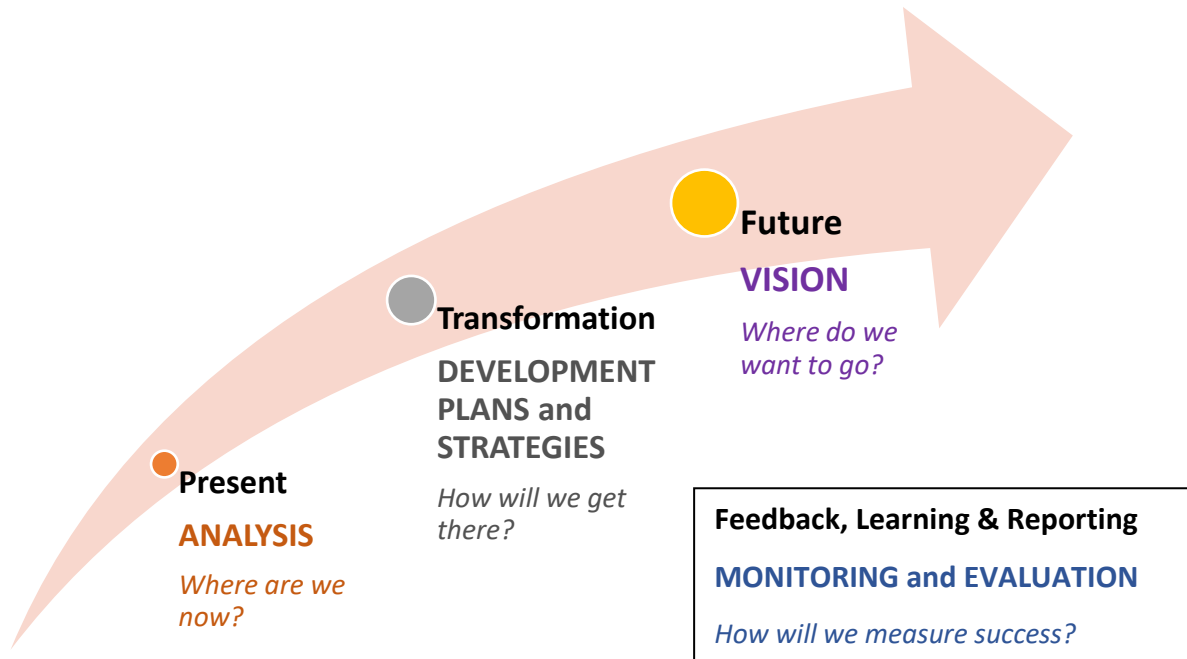 Present
ANALYSIS
Where are we
now?
Transformation
DEVELOPMENT
PLANS and
STRATEGIES
How will we get
there?
Future
VISION
Where do we
want to go?
Feedback, Learning & Reporting
MONITORING and EVALUATION
How will we measure success?